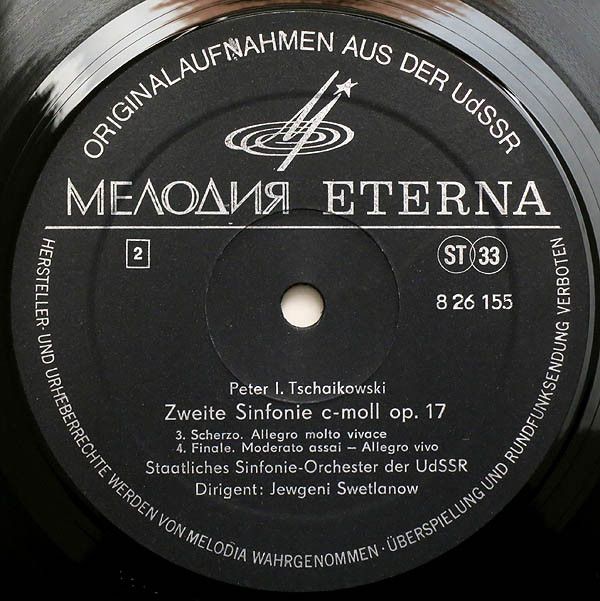 ORIGINALAUFNAHMEN AUS DER UdSSR
МЕЛОДИЯ ETERNA
2
ST 33
8 26 155
Peter I. Tschaikowski
Zweite Sinfonie c-moll op. 17
3. Scherzo. Allegro molto vivace
4. Finale. Moderato assai – Allegro vivo
Staatliches Sinfonie-Orchester der UdSSR
Dirigent: Jewgeni Swetlanow
HERSTELLER- UND URHEBERRECHTE WERDEN VON MELODIA WAHRGENOMMEN · ÜBERSPIELUNG UND RUNDFUNKSENDUNG VERBOTEN